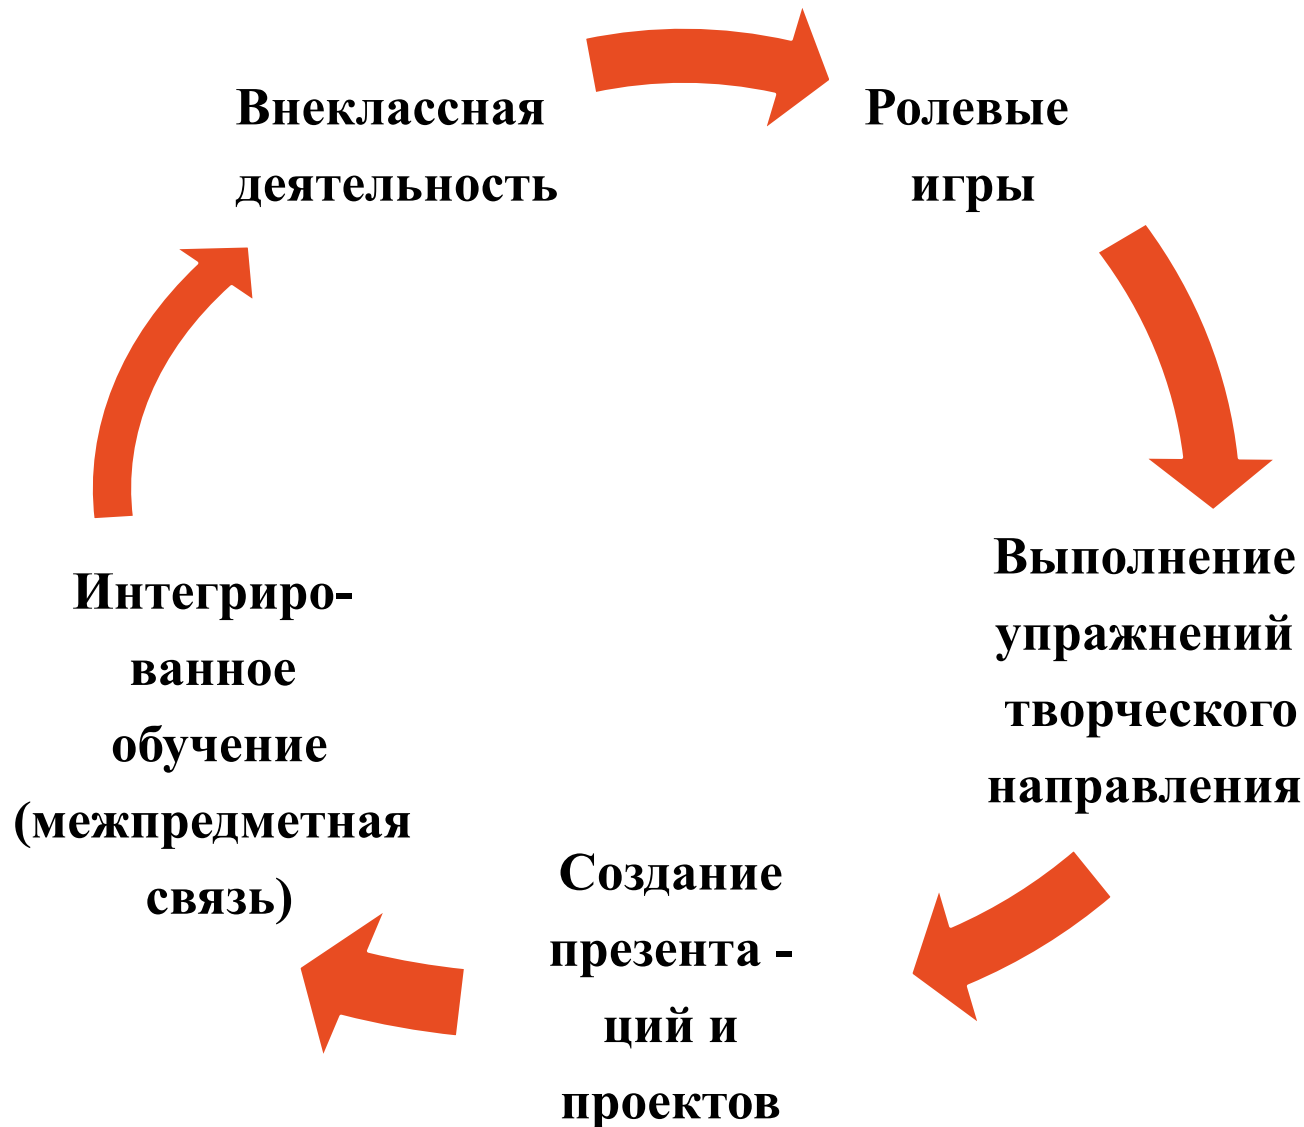 Внеклассная
деятельность
Ролевые
игры
Выполнение
упражнений
творческого
направления
Создание
презента -
ций и
проектов
Интегриро-
ванное
обучение
(межпредметная
связь)